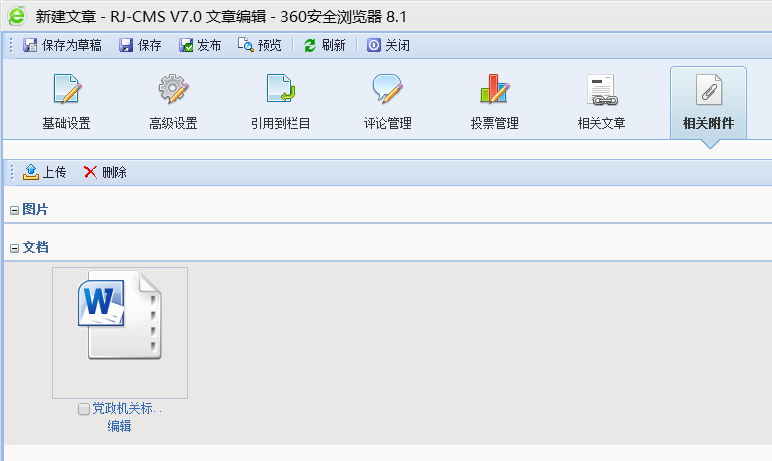 新建文章 - RJ-CMS V7.0 文章编辑 - 360安全浏览器 8.1
保存为草稿 保存 发布 预览 刷新 关闭
基础设置 高级设置 引用到栏目 评论管理 投票管理 相关文章 相关附件
上传 删除
图片
文档
W
党政机关标..
编辑